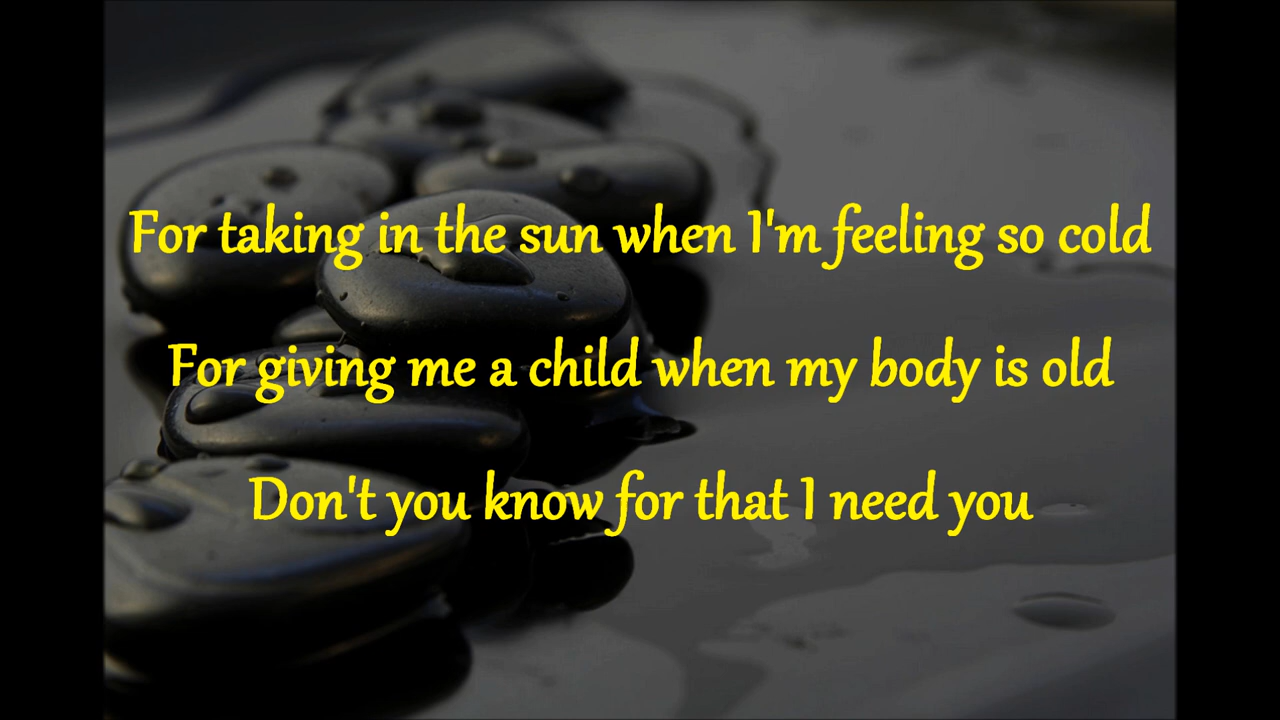 For taking in the sun when I'm feeling so cold
For giving me a child when my body is old
Don't you know for that I need you